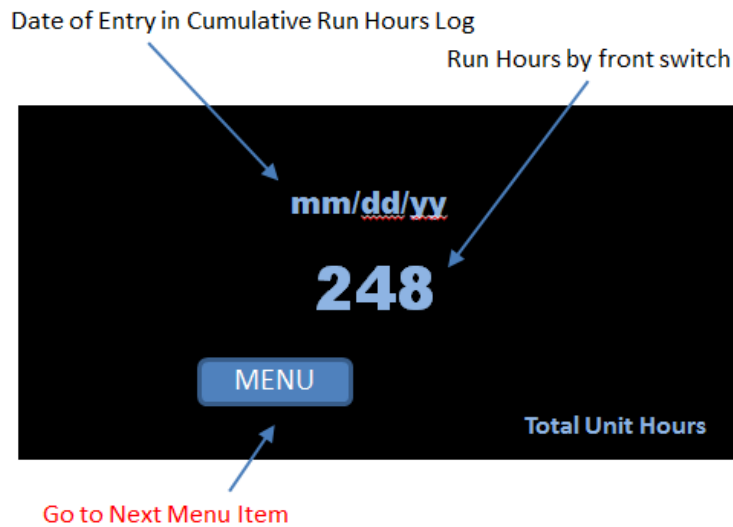 Date of Entry in Cumulative Run Hours Log
Run Hours by front switch
mm/dd/yy
248
MENU
Total Unit Hours
Go to Next Menu Item